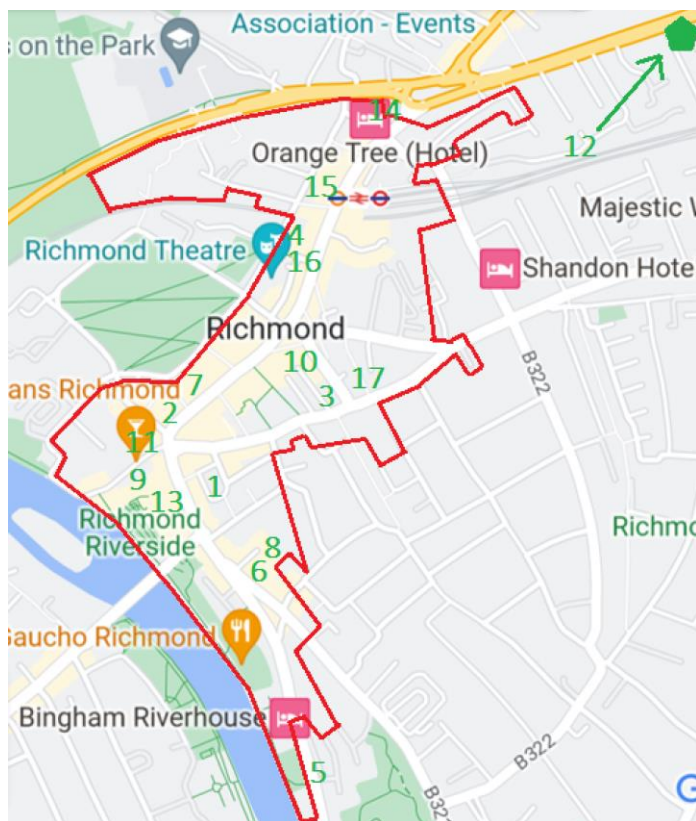 Association - Events
s on the Park
14
12
Orange Tree (Hotel)
15
Majestic W
4
Richmond Theatre
16
Shandon Hote
Richmond
10
7
17
ans Richmond
2
3
B322
11
9
1
13
Richmond
Riverside
Richmo
8
6
Gaucho Richmond
Bingham Riverhouse
B322
5
B32
G